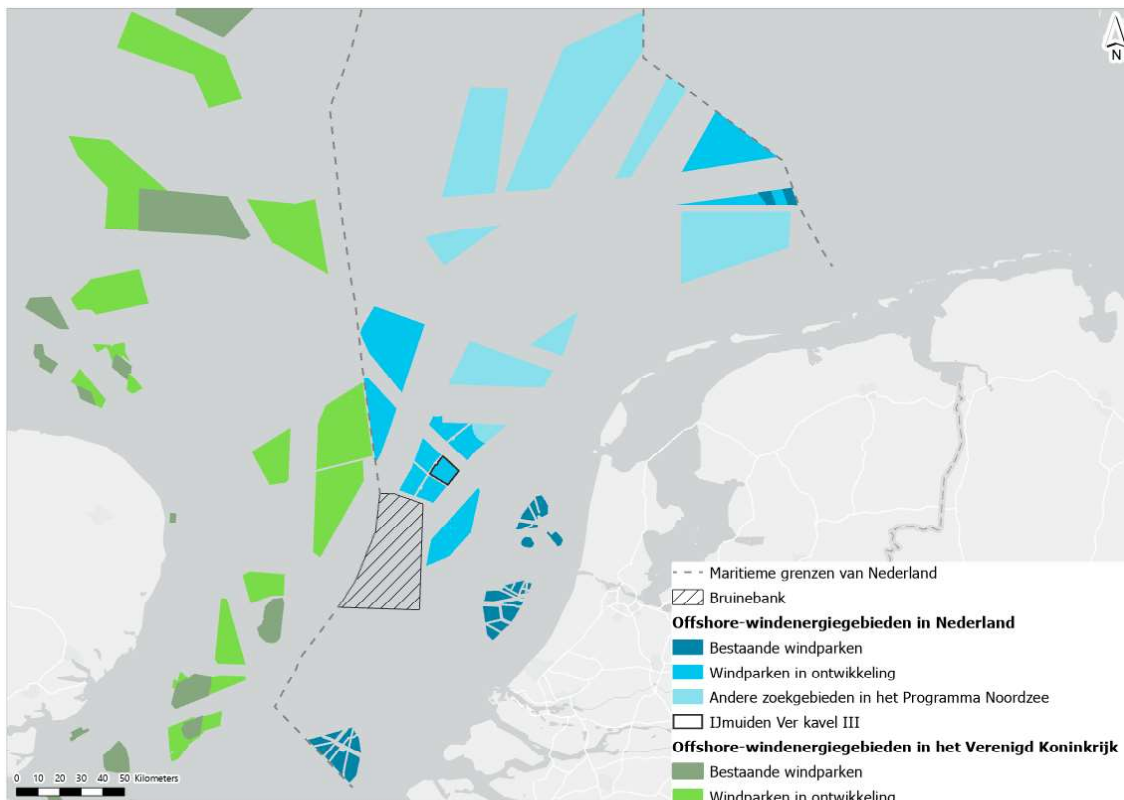 N
Maritieme grenzen van Nederland
Bruinebank
Offshore-windenergiegebieden in Nederland
Bestaande windparken
Windparken in ontwikkeling
Andere zoekgebieden in het Programma Noordzee
IJmuiden Ver kavel III
Offshore-windenergiegebieden in het Verenigd Koninkrijk
Bestaande windparken
Windparken in ontwikkeling
0 10 20 30 40 50 Kilometers